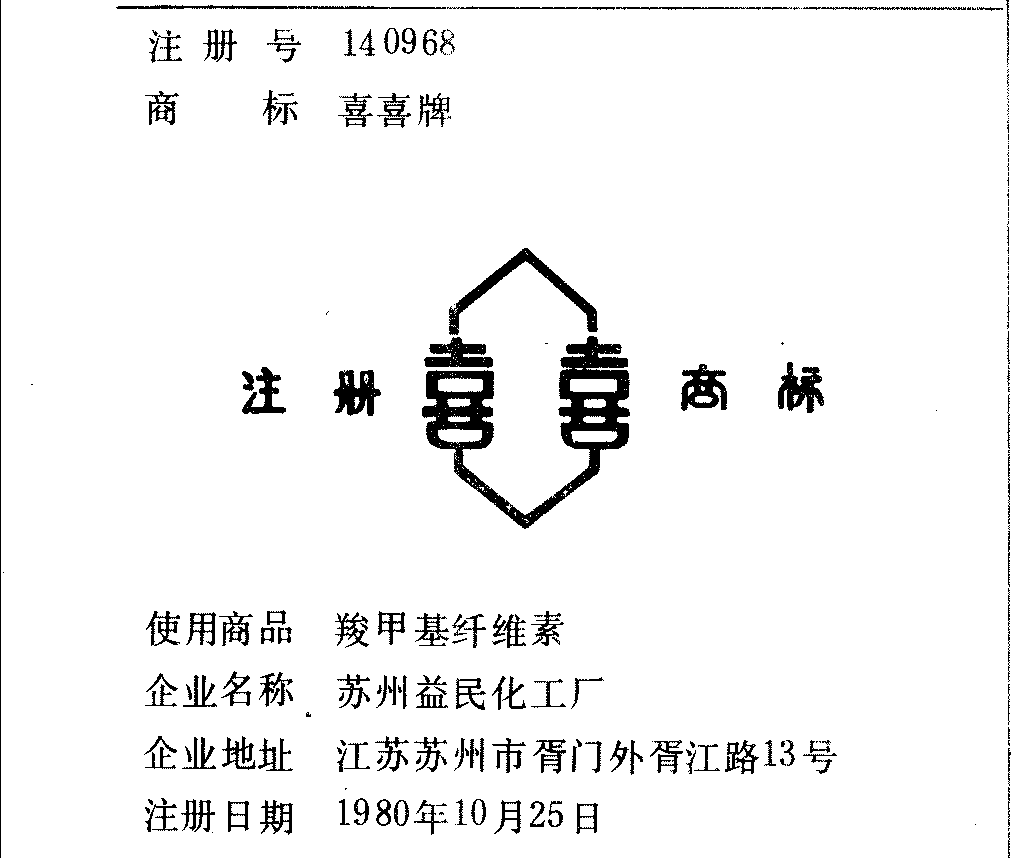 注册号 140968
商标 喜喜牌
注册 喜喜 商标
使用商品 羧甲基纤维素
企业名称 苏州益民化工厂
企业地址 江苏苏州市胥门外胥江路13号
注册日期 1980年10月25日